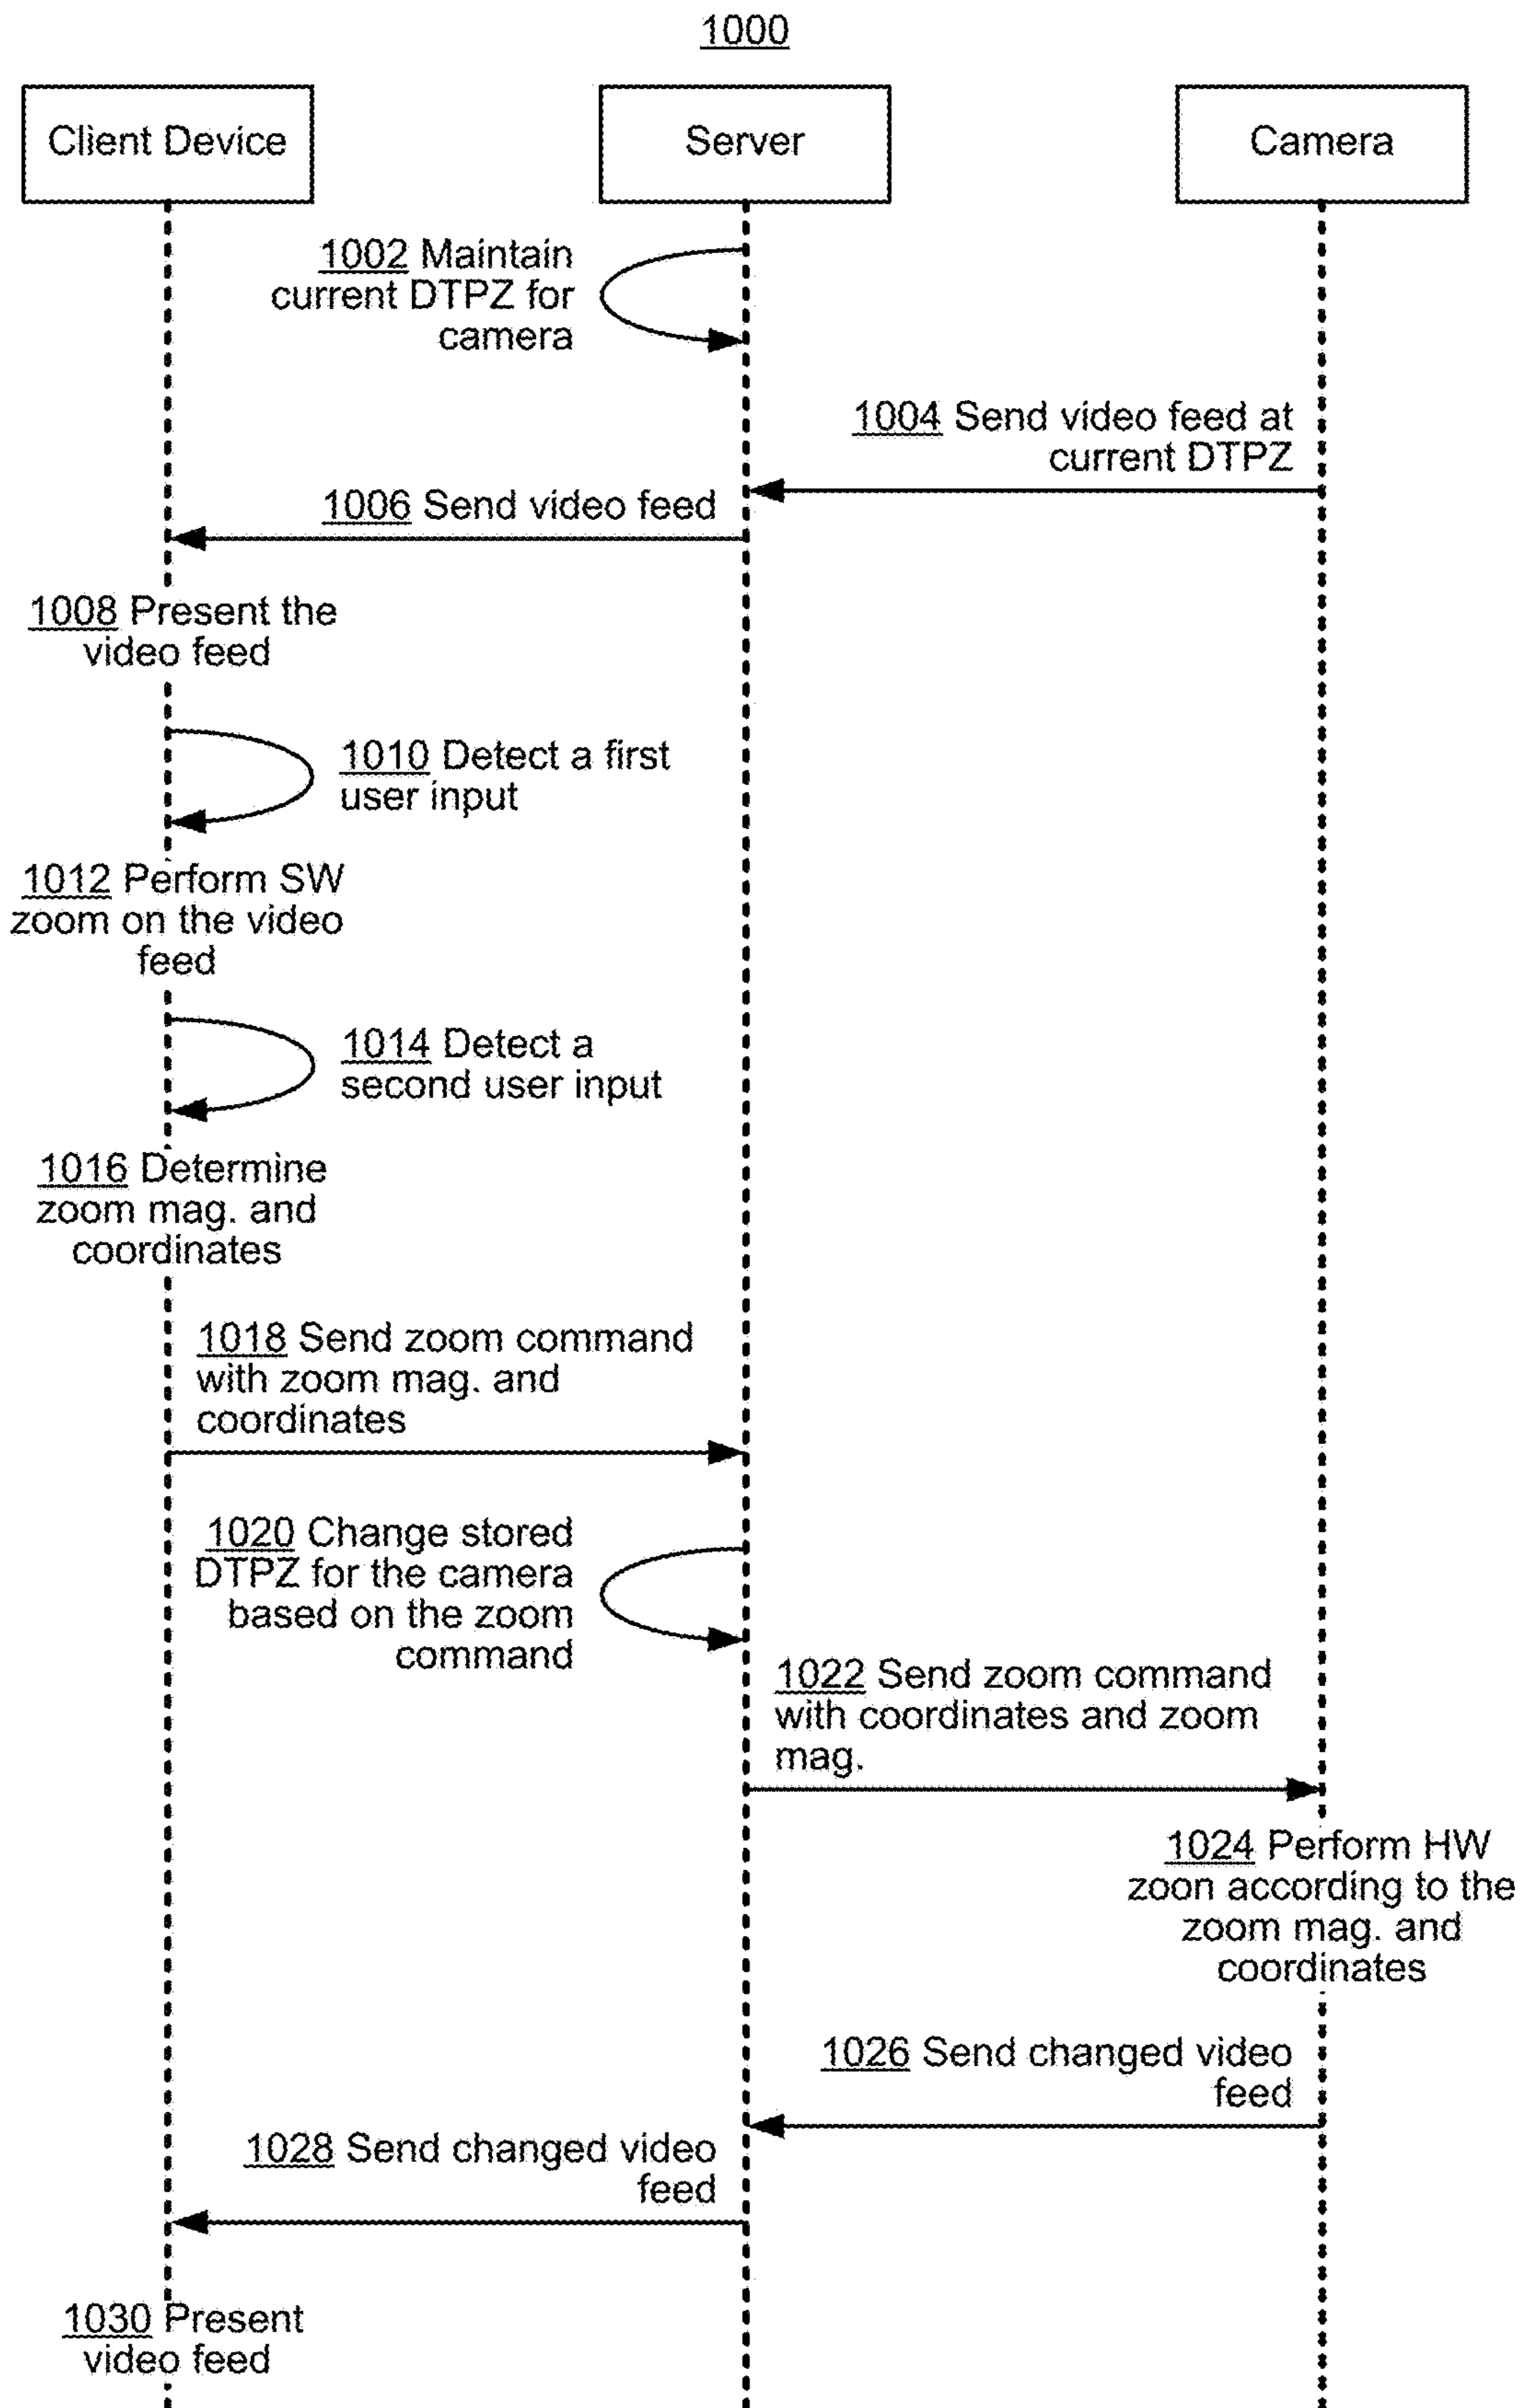 1000
Client Device
Server
Camera
1002 Maintain
current DTPZ for
camera
1004 Send video feed at
current DTPZ
1006 Send video feed
1008 Present the
video feed
1010 Detect a first
user input
1012 Perform SW
zoom on the video
feed
1014 Detect a
second user input
1016 Determine
zoom mag. and
coordinates
1018 Send zoom command
with zoom mag. and
coordinates
1020 Change stored
DTPZ for the camera
based on the zoom
command
1022 Send zoom command
with coordinates and zoom
mag.
1024 Perform HW
zoon according to the
zoom mag. and
coordinates
1026 Send changed video
feed
1028 Send changed video
feed
1030 Present
video feed